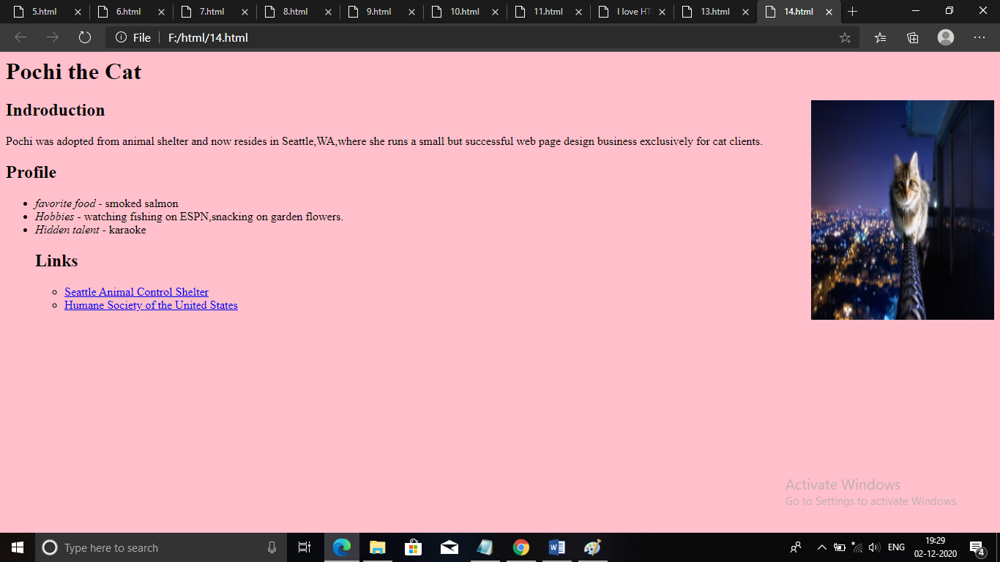 5.html
6.html
7.html
8.html
9.html
10.html
11.html
I love HT
13.html
14.html
File
F:/html/14.html
Pochi the Cat
Indroduction
Pochi was adopted from animal shelter and now resides in Seattle,WA,where she runs a small but successful web page design business exclusively for cat clients.
Profile
• favorite food - smoked salmon
• Hobbies - watching fishing on ESPN,snacking on garden flowers.
• Hidden talent - karaoke
Links
Seattle Animal Control Shelter
Humane Society of the United States
Activate Windows
Go to Settings to activate Windows.
Type here to search
ENG
19:29
02-12-2020
4